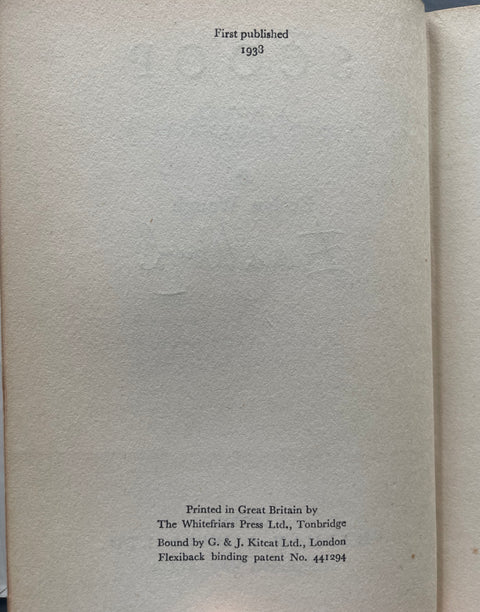 First published
1938
Printed in Great Britain by
The Whitefriars Press Ltd., Tonbridge
Bound by G. & J. Kitcat Ltd., London
Flexiback binding patent No. 441294